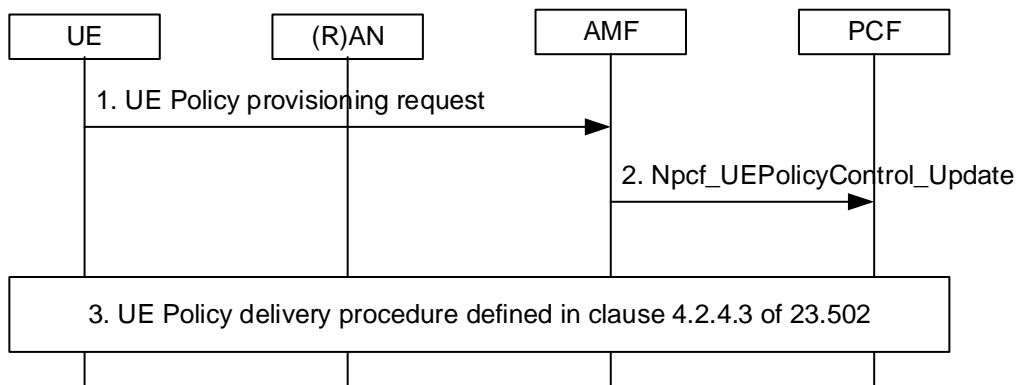 UE
(R)AN
AMF
PCF
1. UE Policy provisioning request
2. Npcf_UEPolicyControl_Update
3. UE Policy delivery procedure defined in clause 4.2.4.3 of 23.502